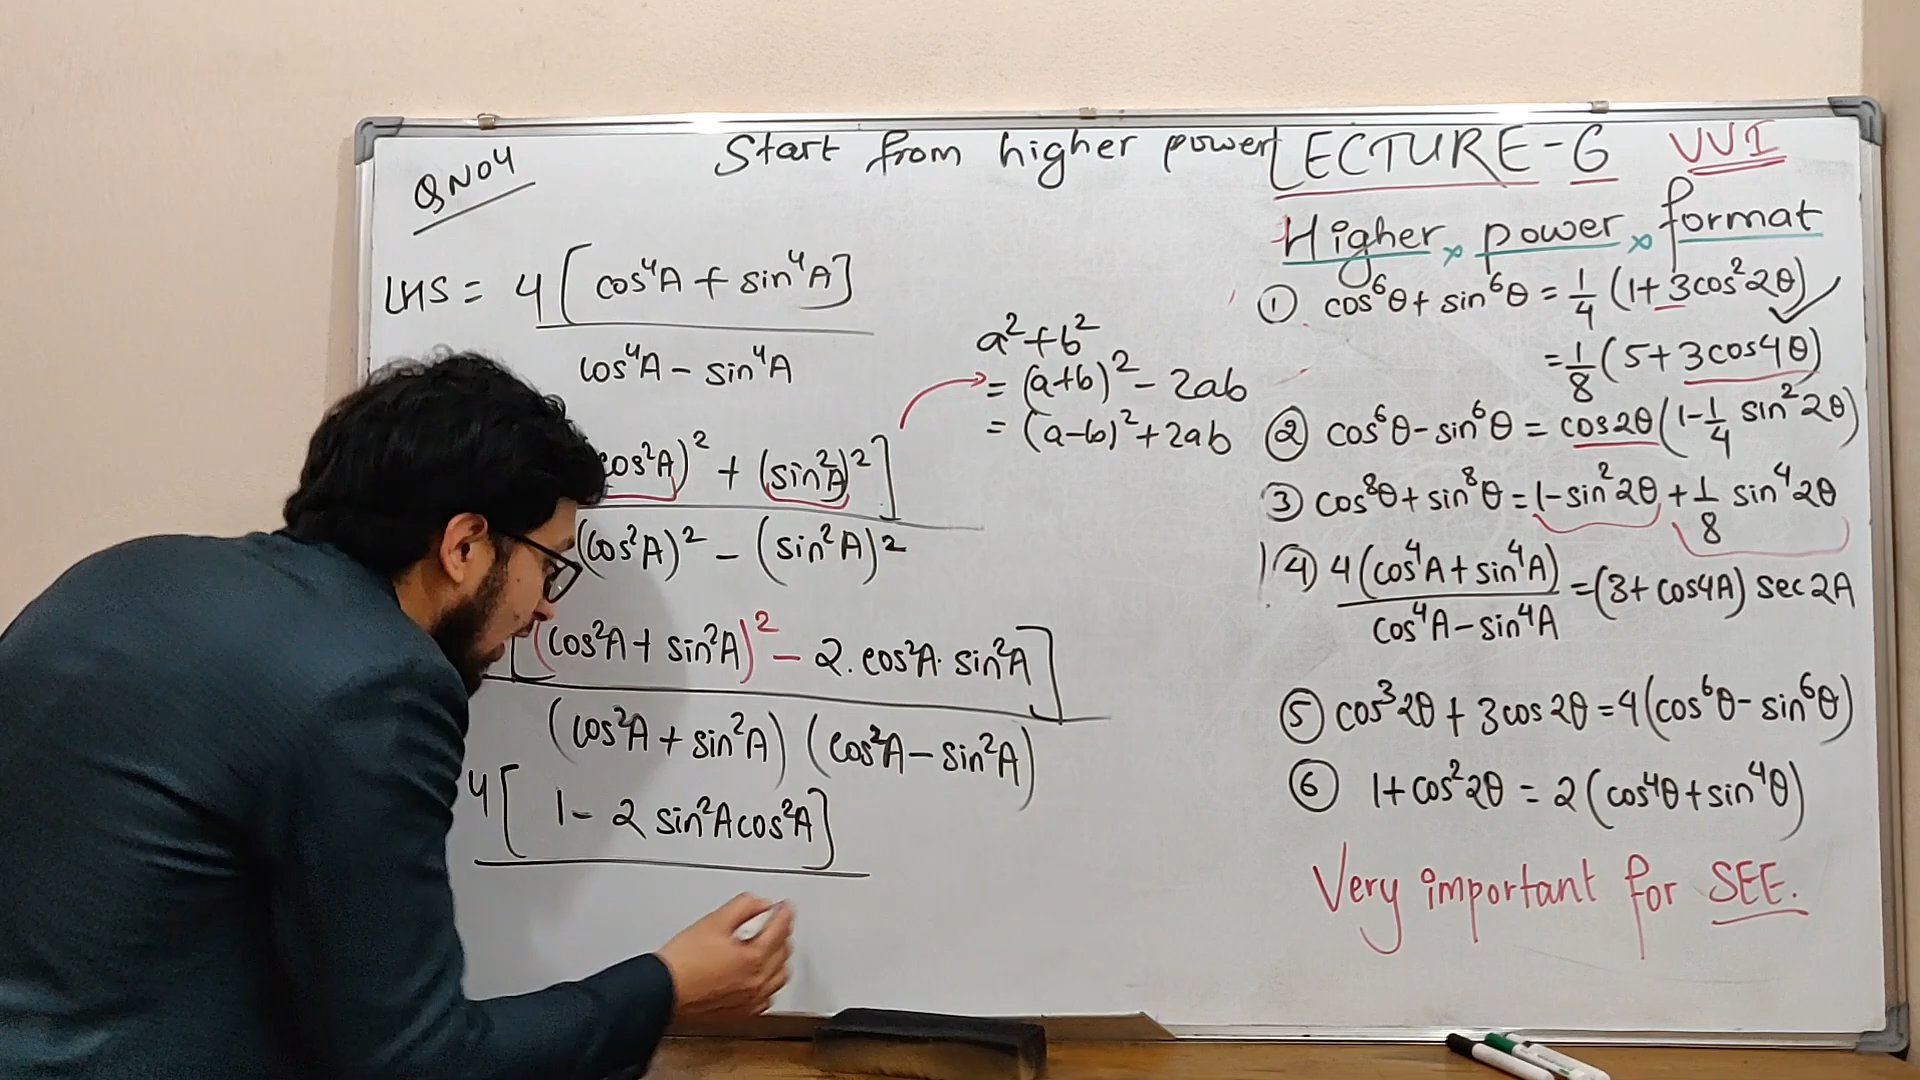 Start from higher power
QNO4
LHS = 4[cos⁴A + sin⁴A]
cos⁴A - sin⁴A
a²+b²
= (a+b)² - 2ab
= (a-b)² + 2ab
cos²A)² + (sin²A)²]
(cos²A)² - (sin²A)²
[(cos²A + sin²A)² - 2.cos²A.sin²A]
(cos²A + sin²A) (cos²A - sin²A)
4[1 - 2 sin²Acos²A]
LECTURE-6 VVI
Higher power format
① cos⁶θ + sin⁶θ = 1/4 (1+3cos²2θ)
= 1/8 (5+3cos4θ)
② cos⁶θ - sin⁶θ = cos2θ(1-1/4 sin²2θ)
③ cos⁸θ + sin⁸θ = 1-sin²2θ + 1/8 sin⁴2θ
④ 4(cos⁴A + sin⁴A) = (3+cos4A) sec2A
cos⁴A - sin⁴A
⑤ cos³2θ + 3cos2θ = 4(cos⁶θ - sin⁶θ)
⑥ 1+cos²2θ = 2(cos⁴θ + sin⁴θ)
Very important for SEE.